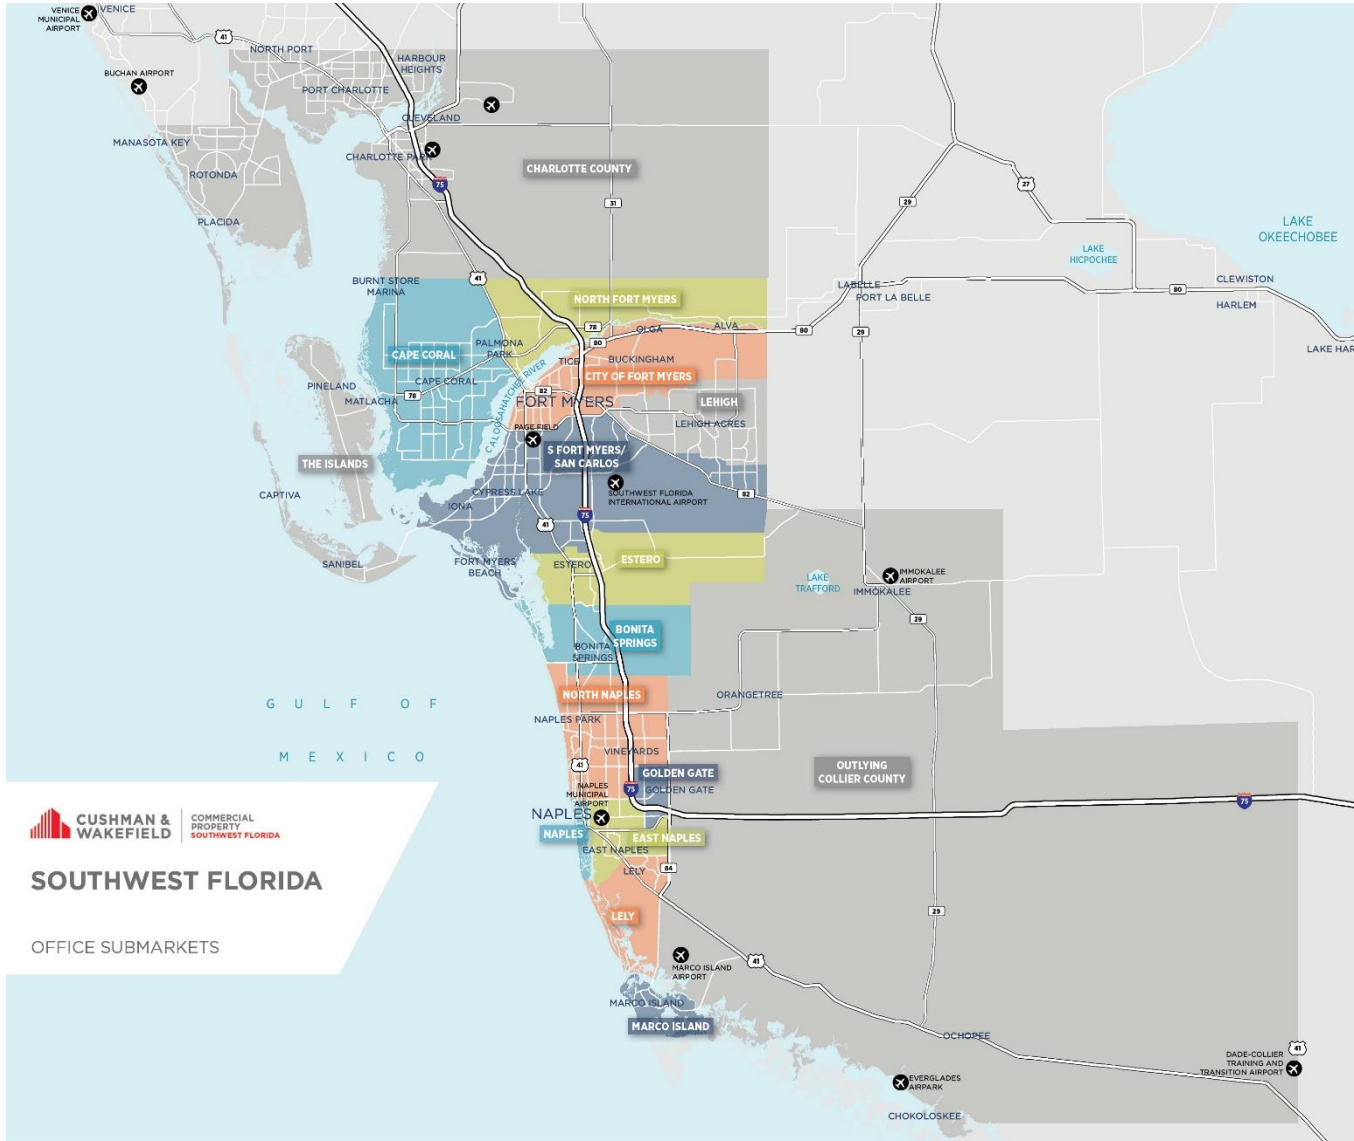 VENICE
MUNICIPAL
AIRPORT
VENICE
41
NORTH PORT
HARBOUR
HEIGHTS
BUCHAN AIRPORT
PORT CHARLOTTE
CLEVELAND
MANASOTA KEY
CHARLOTTE PARK
CHARLOTTE COUNTY
ROTONDA
75
27
31
29
PLACIDA
LAKE
OKEECHOBEE
LAKE
HICPOCHEE
41
BURNT STORE
MARINA
NORTH FORT MYERS
LABELLE
PORT LA BELLE
80
CLEWISTON
HARLEM
78
OLGA
ALVA
80
29
80
LAKE HAR
PALMONA
PARK
CAPE CORAL
TICE
BUCKINGHAM
CITY OF FORT MYERS
CAPE CORAL
PINELAND
MATLACHA
78
82
FORT MYERS
LEHIGH
CALOOSAHATCHEE RIVER
PAGE FIELD
LEHIGH ACRES
S FORT MYERS/
SAN CARLOS
THE ISLANDS
CAPTIVA
CYPRESS LAKE
IONA
SOUTHWEST FLORIDA
INTERNATIONAL AIRPORT
82
41
75
SANIBEL
FORT MYERS
BEACH
ESTERO
ESTERO
LAKE
TRAFFORD
IMMOKALEE
AIRPORT
IMMOKALEE
29
BONITA
SPRINGS
BONITA
SPRINGS
NORTH NAPLES
ORANGETREE
GULF OF
MEXICO
NAPLES PARK
VINEYARDS
41
GOLDEN GATE
OUTLYING
COLLIER COUNTY
NAPLES
MUNICIPAL
AIRPORT
75
GOLDEN GATE
75
NAPLES
NAPLES
EAST NAPLES
EAST NAPLES
LELY
84
CUSHMAN &
WAKEFIELD
COMMERCIAL
PROPERTY
SOUTHWEST FLORIDA
SOUTHWEST FLORIDA
OFFICE SUBMARKETS
LELY
29
MARCO ISLAND
AIRPORT
41
MARCO ISLAND
MARCO ISLAND
OCHOPEE
41
DADE-COLLIER
TRAINING AND
TRANSITION AIRPORT
EVERGLADES
AIRPARK
CHOKOLOSKEE